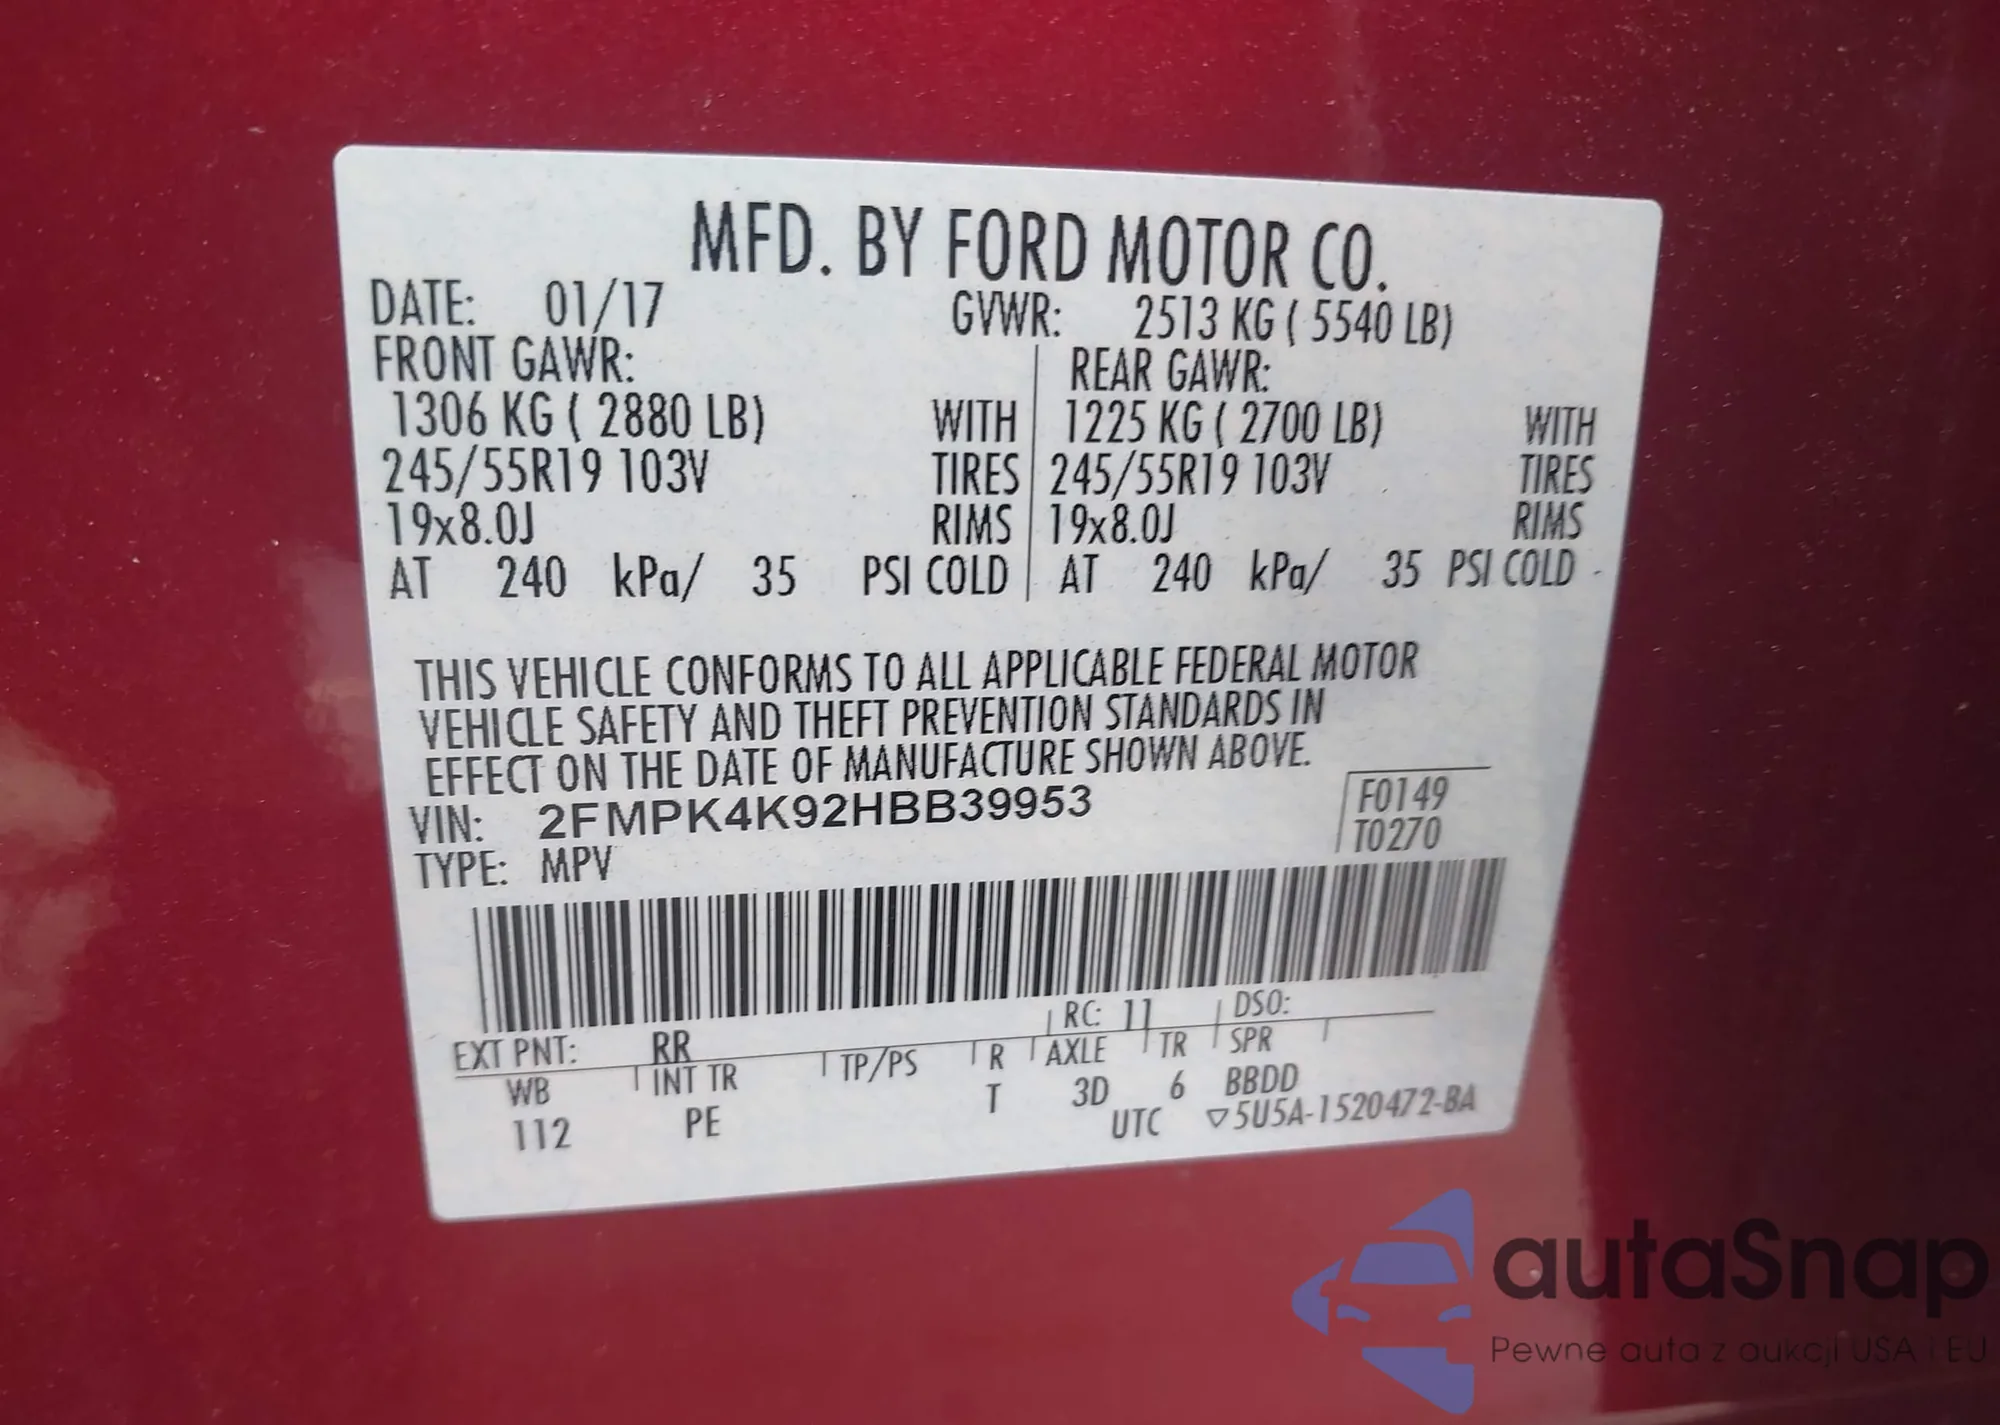 MFD. BY FORD MOTOR CO.
DATE: 01/17 GVWR: 2513 KG ( 5540 LB)
FRONT GAWR: REAR GAWR:
1306 KG ( 2880 LB) WITH 1225 KG ( 2700 LB) WITH
245/55R19 103V TIRES 245/55R19 103V TIRES
19x8.0J RIMS 19x8.0J RIMS
AT 240 kPa/ 35 PSI COLD AT 240 kPa/ 35 PSI COLD
THIS VEHICLE CONFORMS TO ALL APPLICABLE FEDERAL MOTOR
VEHICLE SAFETY AND THEFT PREVENTION STANDARDS IN
EFFECT ON THE DATE OF MANUFACTURE SHOWN ABOVE.
VIN: 2FMPK4K92HBB39953 F0149
TYPE: MPV T0270
EXT PNT: RR RC: 11 DSO:
WB INT TR TP/PS R AXLE TR SPR
112 PE T 3D 6 BBDD
UTC ▽5U5A-1520472-BA
autaSnap
Pewne auta z aukcji USA i EU